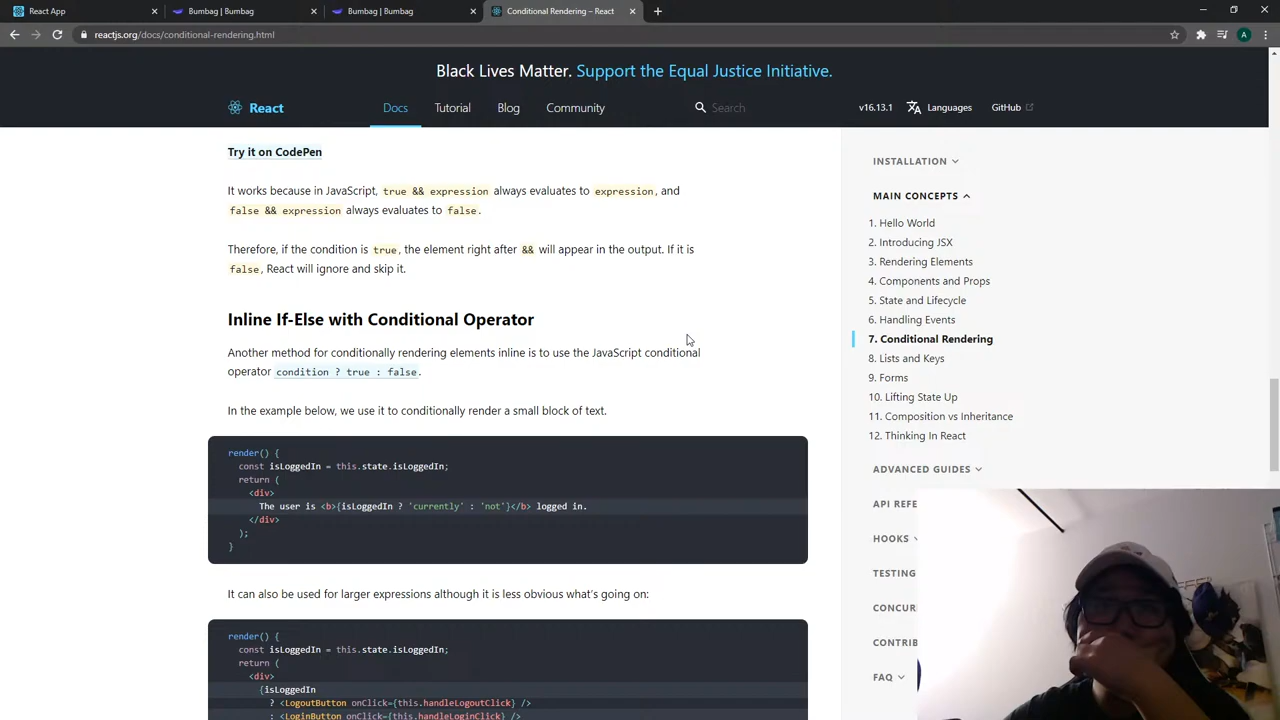 React App
Bumbag | Bumbag
Bumbag | Bumbag
Conditional Rendering – React
reactjs.org/docs/conditional-rendering.html
A
Black Lives Matter. Support the Equal Justice Initiative.
React
Docs
Tutorial
Blog
Community
Search
v16.13.1
Languages
GitHub
Try it on CodePen
It works because in JavaScript, true && expression always evaluates to expression, and
false && expression always evaluates to false.
Therefore, if the condition is true, the element right after && will appear in the output. If it is
false, React will ignore and skip it.
Inline If-Else with Conditional Operator
Another method for conditionally rendering elements inline is to use the JavaScript conditional
operator condition ? true : false.
In the example below, we use it to conditionally render a small block of text.
render() {
const isLoggedIn = this.state.isLoggedIn;
return (
<div>
The user is <b>{isLoggedIn ? 'currently' : 'not'}</b> logged in.
</div>
);
}
It can also be used for larger expressions although it is less obvious what's going on:
render() {
const isLoggedIn = this.state.isLoggedIn;
return (
<div>
{isLoggedIn
? <LogoutButton onClick={this.handleLogoutClick} />
: <LoginButton onClick={this.handleLoginClick} />
INSTALLATION
MAIN CONCEPTS
1. Hello World
2. Introducing JSX
3. Rendering Elements
4. Components and Props
5. State and Lifecycle
6. Handling Events
7. Conditional Rendering
8. Lists and Keys
9. Forms
10. Lifting State Up
11. Composition vs Inheritance
12. Thinking In React
ADVANCED GUIDES
API REFE
HOOKS
TESTING
CONCUR
CONTRIB
FAQ